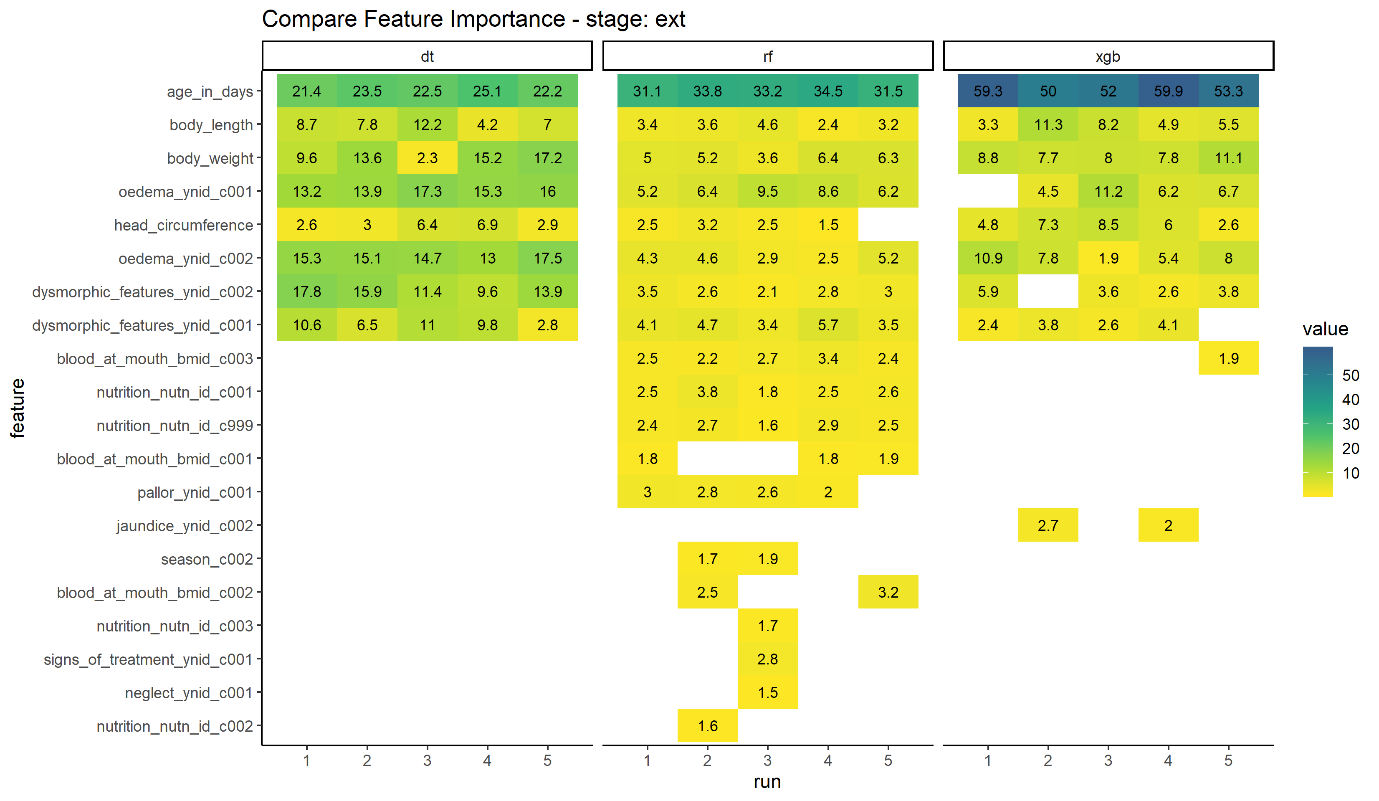 Compare Feature Importance - stage: ext
dt rf xgb
age_in_days 21.4 23.5 22.5 25.1 22.2 31.1 33.8 33.2 34.5 31.5 59.3 50 52 59.9 53.3
body_length 8.7 7.8 12.2 4.2 7 3.4 3.6 4.6 2.4 3.2 3.3 11.3 8.2 4.9 5.5
body_weight 9.6 13.6 2.3 15.2 17.2 5 5.2 3.6 6.4 6.3 8.8 7.7 8 7.8 11.1
oedema_ynid_c001 13.2 13.9 17.3 15.3 16 5.2 6.4 9.5 8.6 6.2 4.5 11.2 6.2 6.7
head_circumference 2.6 3 6.4 6.9 2.9 2.5 3.2 2.5 1.5 4.8 7.3 8.5 6 2.6
oedema_ynid_c002 15.3 15.1 14.7 13 17.5 4.3 4.6 2.9 2.5 5.2 10.9 7.8 1.9 5.4 8
dysmorphic_features_ynid_c002 17.8 15.9 11.4 9.6 13.9 3.5 2.6 2.1 2.8 3 5.9 3.6 2.6 3.8
dysmorphic_features_ynid_c001 10.6 6.5 11 9.8 2.8 4.1 4.7 3.4 5.7 3.5 2.4 3.8 2.6 4.1
blood_at_mouth_bmid_c003 2.5 2.2 2.7 3.4 2.4 1.9
nutrition_nutn_id_c001 2.5 3.8 1.8 2.5 2.6
nutrition_nutn_id_c999 2.4 2.7 1.6 2.9 2.5
blood_at_mouth_bmid_c001 1.8 1.8 1.9
pallor_ynid_c001 3 2.8 2.6 2
jaundice_ynid_c002 2.7 2
season_c002 1.7 1.9
blood_at_mouth_bmid_c002 2.5 3.2
nutrition_nutn_id_c003 1.7
signs_of_treatment_ynid_c001 2.8
neglect_ynid_c001 1.5
nutrition_nutn_id_c002 1.6
1 2 3 4 5 1 2 3 4 5 1 2 3 4 5
run
feature
value
50
40
30
20
10